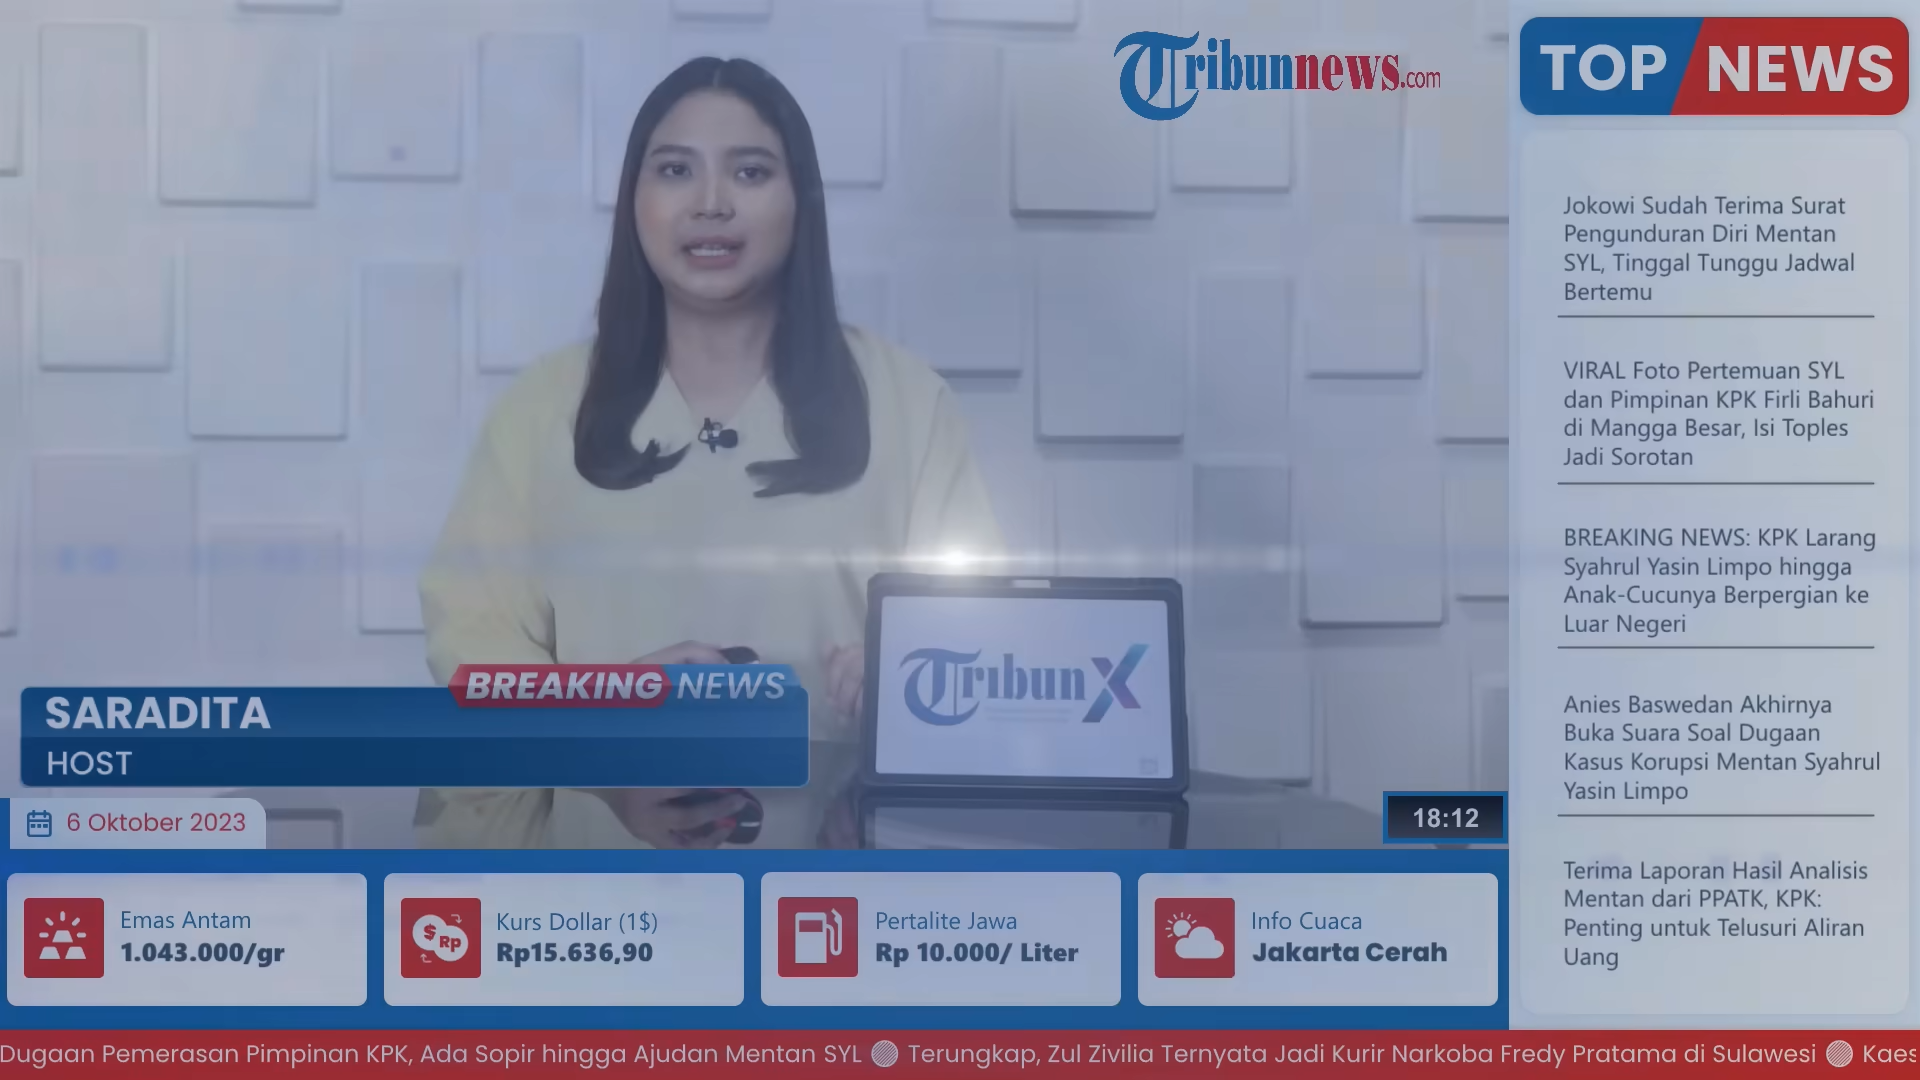 Tribunnews.com
TOP NEWS
Jokowi Sudah Terima Surat
Pengunduran Diri Mentan
SYL, Tinggal Tunggu Jadwal
Bertemu
VIRAL Foto Pertemuan SYL
dan Pimpinan KPK Firli Bahuri
di Mangga Besar, Isi Toples
Jadi Sorotan
BREAKING NEWS: KPK Larang
Syahrul Yasin Limpo hingga
Anak-Cucunya Berpergian ke
Luar Negeri
Anies Baswedan Akhirnya
Buka Suara Soal Dugaan
Kasus Korupsi Mentan Syahrul
Yasin Limpo
Terima Laporan Hasil Analisis
Mentan dari PPATK, KPK:
Penting untuk Telusuri Aliran
Uang
Tribun X
BREAKING NEWS
SARADITA
HOST
6 Oktober 2023
18:12
Emas Antam
1.043.000/gr
$ Rp
Kurs Dollar (1$)
Rp15.636,90
Pertalite Jawa
Rp 10.000/ Liter
Info Cuaca
Jakarta Cerah
Dugaan Pemerasan Pimpinan KPK, Ada Sopir hingga Ajudan Mentan SYL Terungkap, Zul Zivilia Ternyata Jadi Kurir Narkoba Fredy Pratama di Sulawesi Kaes